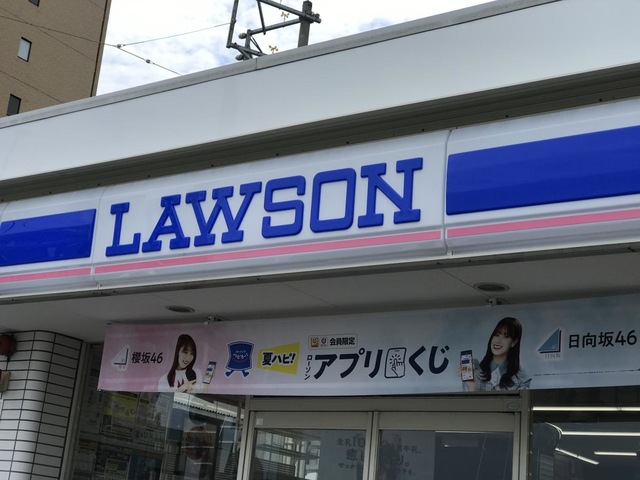 LAWSON
櫻坂46
夏ハピ!
会員限定
ローソン
アプリくじ
日向坂46